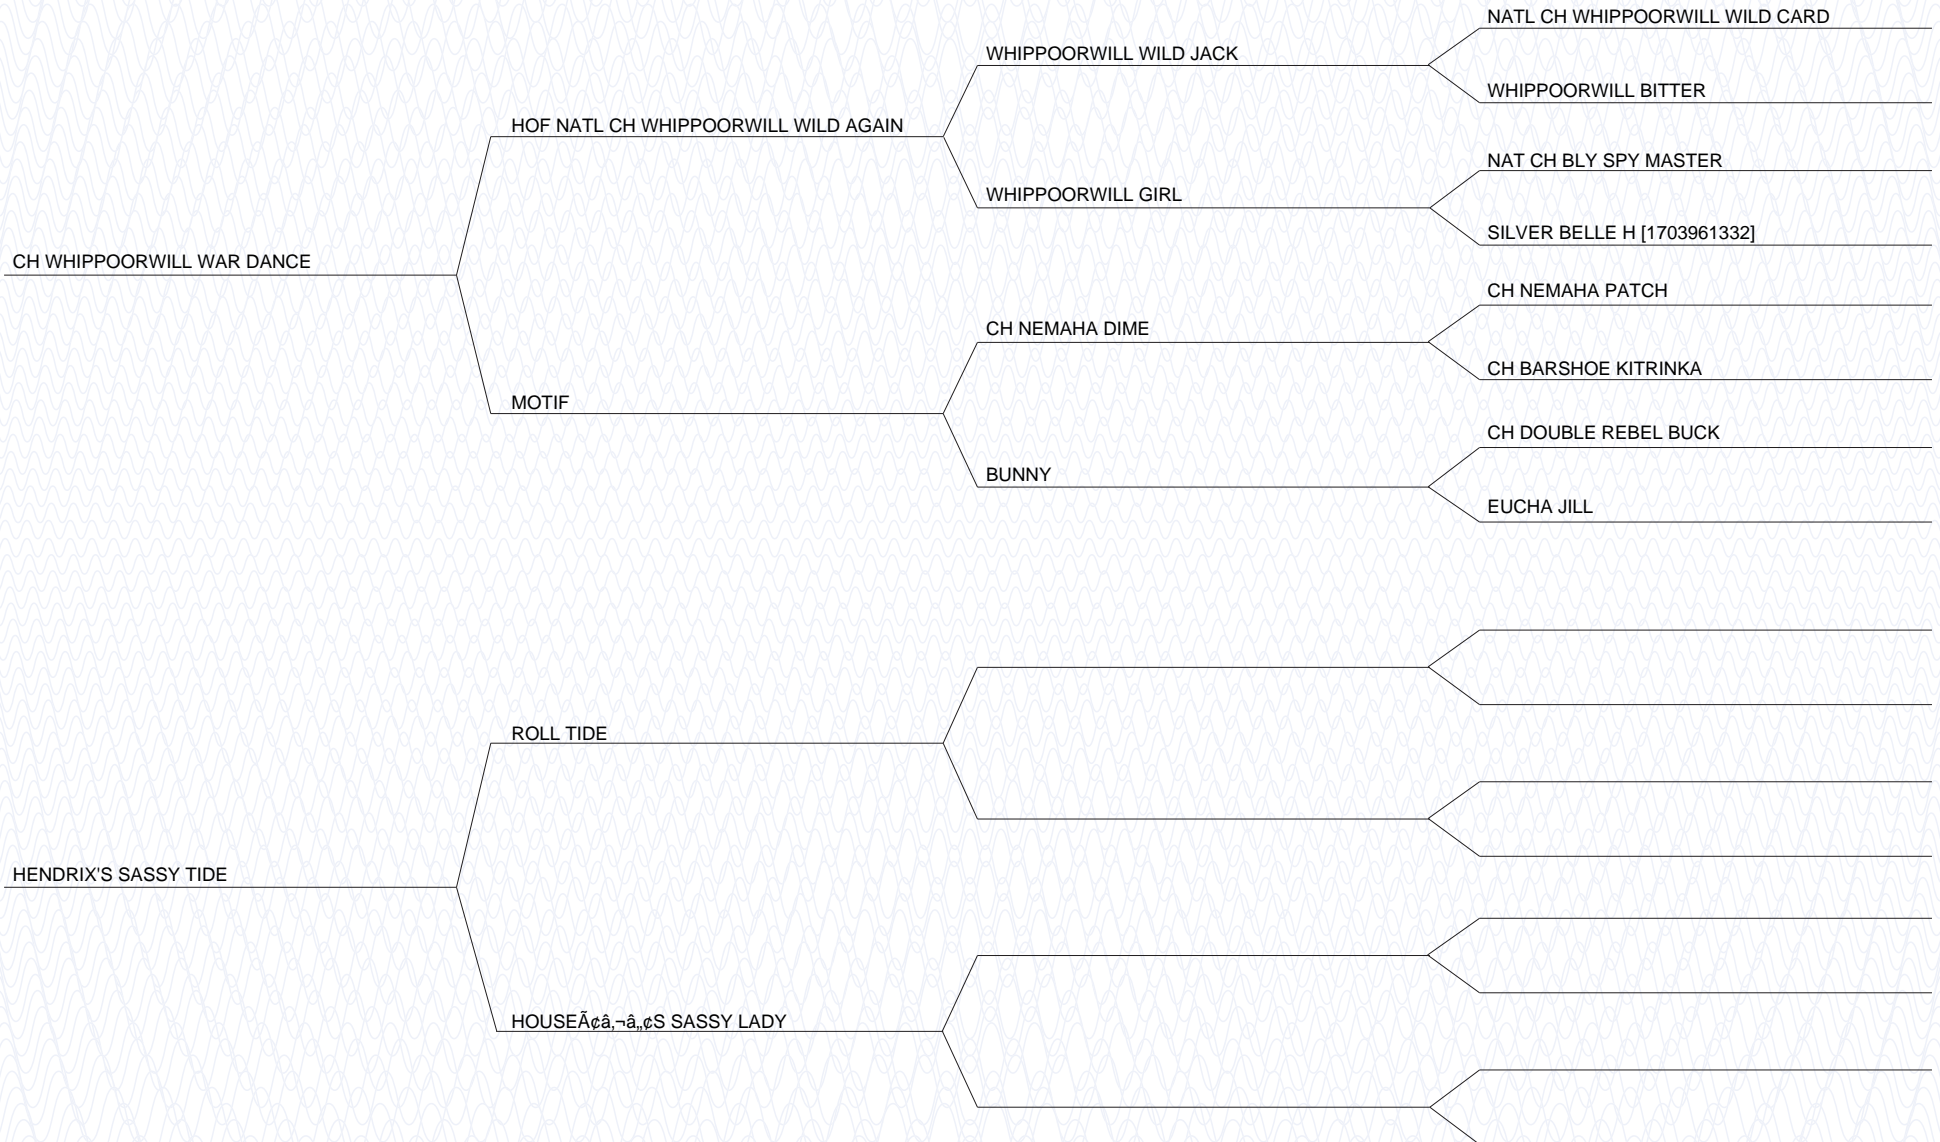 NATL CH WHIPPOORWILL WILD CARD
WHIPPOORWILL WILD JACK
WHIPPOORWILL BITTER
HOF NATL CH WHIPPOORWILL WILD AGAIN
NAT CH BLY SPY MASTER
WHIPPOORWILL GIRL
SILVER BELLE H [1703961332]
CH WHIPPOORWILL WAR DANCE
CH NEMAHA PATCH
CH NEMAHA DIME
CH BARSHOE KITRINKA
MOTIF
CH DOUBLE REBEL BUCK
BUNNY
EUCHA JILL
ROLL TIDE
HENDRIX'S SASSY TIDE
HOUSEÃ¢â‚¬â„¢S SASSY LADY